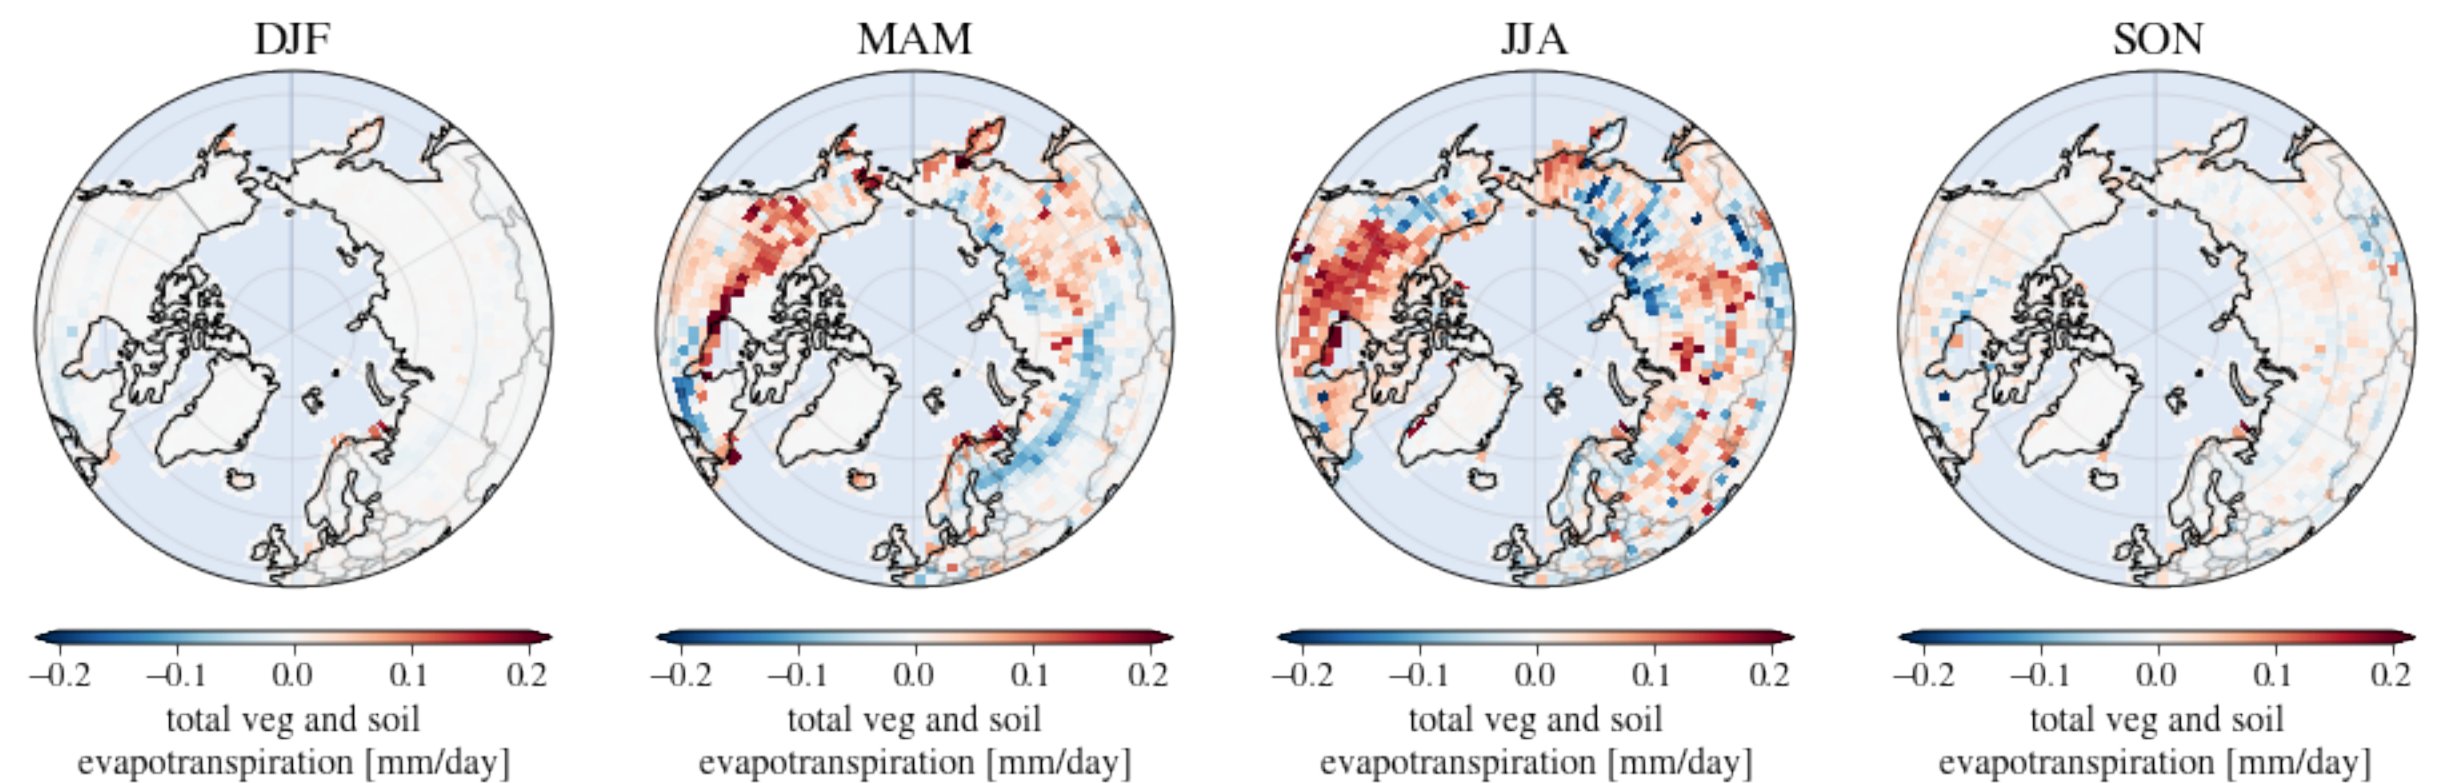 DJF MAM JJA SON
−0.2 −0.1 0.0 0.1 0.2 −0.2 −0.1 0.0 0.1 0.2 −0.2 −0.1 0.0 0.1 0.2 −0.2 −0.1 0.0 0.1 0.2
total veg and soil total veg and soil total veg and soil total veg and soil
evapotranspiration [mm/day] evapotranspiration [mm/day] evapotranspiration [mm/day] evapotranspiration [mm/day]